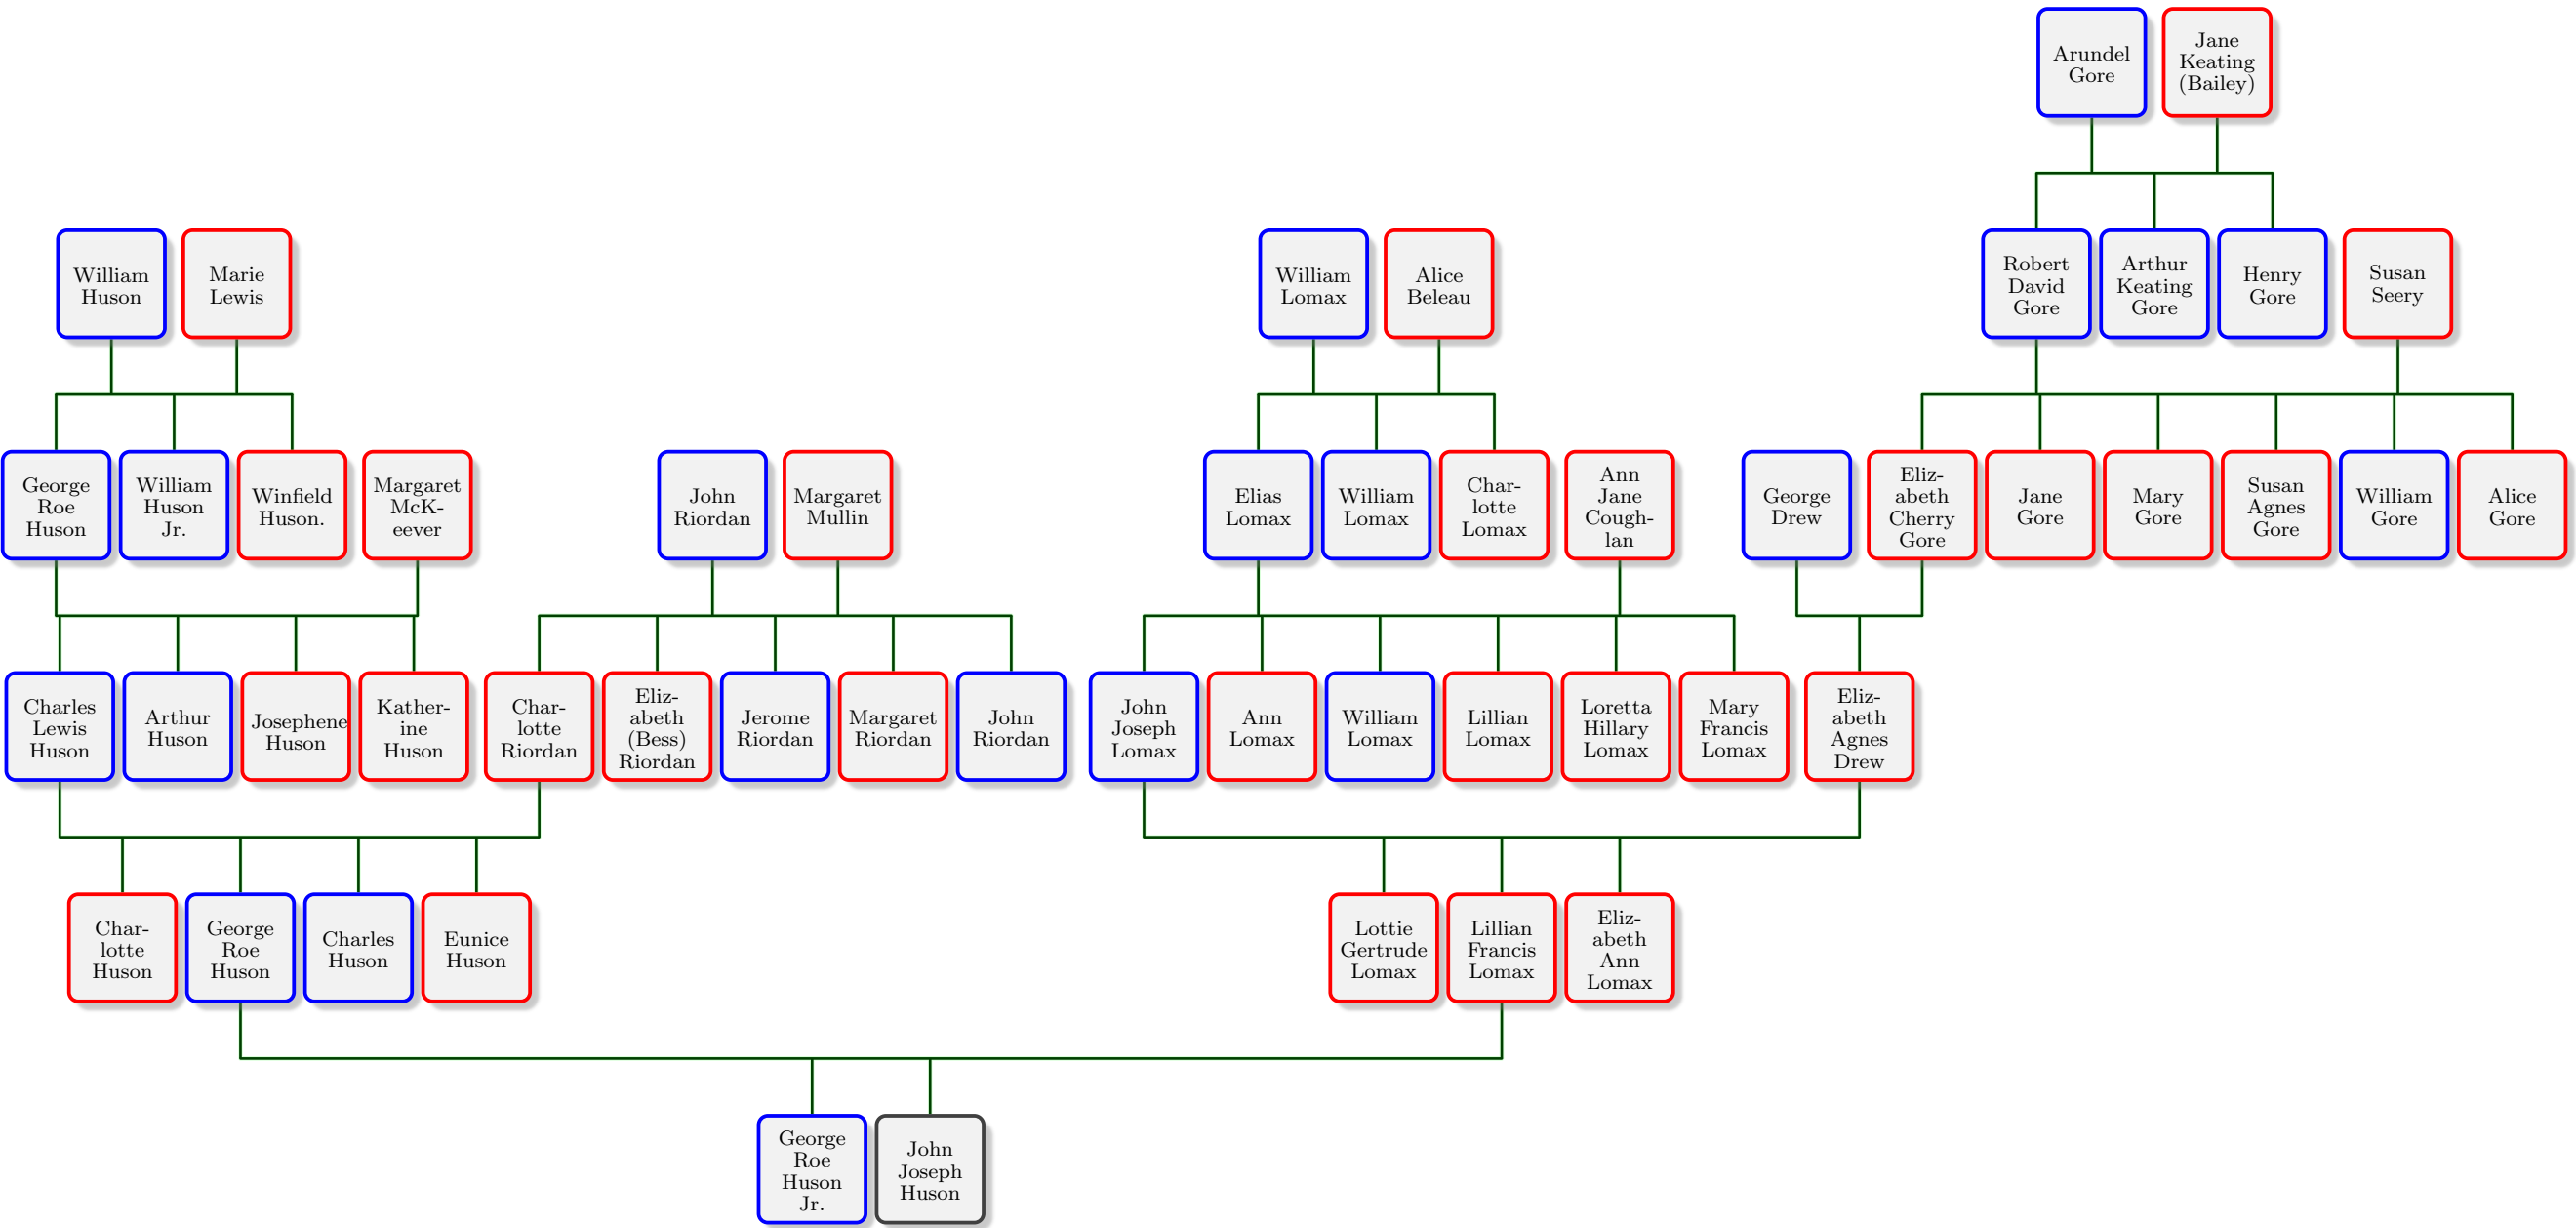 Arundel
Gore
Jane
Keating
(Bailey)
William
Huson
Marie
Lewis
William
Lomax
Alice
Beleau
Robert
David
Gore
Arthur
Keating
Gore
Henry
Gore
Susan
Seery
George
Roe
Huson
William
Huson
Jr.
Winfield
Huson.
Margaret
McK-
eever
John
Riordan
Margaret
Mullin
Elias
Lomax
William
Lomax
Char-
lotte
Lomax
Ann
Jane
Cough-
lan
George
Drew
Eliz-
abeth
Cherry
Gore
Jane
Gore
Mary
Gore
Susan
Agnes
Gore
William
Gore
Alice
Gore
Charles
Lewis
Huson
Arthur
Huson
Josephene
Huson
Kather-
ine
Huson
Char-
lotte
Riordan
Eliz-
abeth
(Bess)
Riordan
Jerome
Riordan
Margaret
Riordan
John
Riordan
John
Joseph
Lomax
Ann
Lomax
William
Lomax
Lillian
Lomax
Loretta
Hillary
Lomax
Mary
Francis
Lomax
Eliz-
abeth
Agnes
Drew
Char-
lotte
Huson
George
Roe
Huson
Charles
Huson
Eunice
Huson
Lottie
Gertrude
Lomax
Lillian
Francis
Lomax
Eliz-
abeth
Ann
Lomax
George
Roe
Huson
Jr.
John
Joseph
Huson